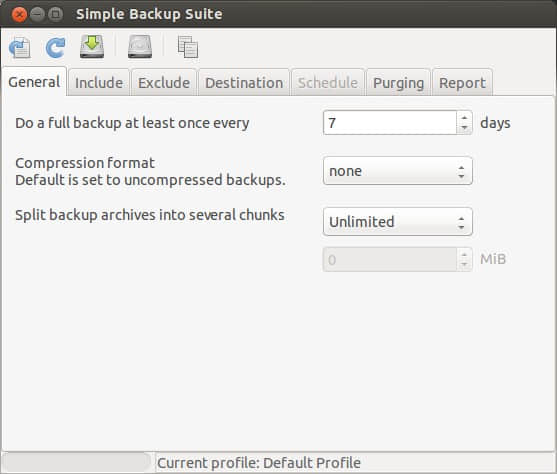 Simple Backup Suite
General Include Exclude Destination Schedule Purging Report
Do a full backup at least once every 7 days
Compression format
Default is set to uncompressed backups. none
Split backup archives into several chunks Unlimited
0 MiB
Current profile: Default Profile